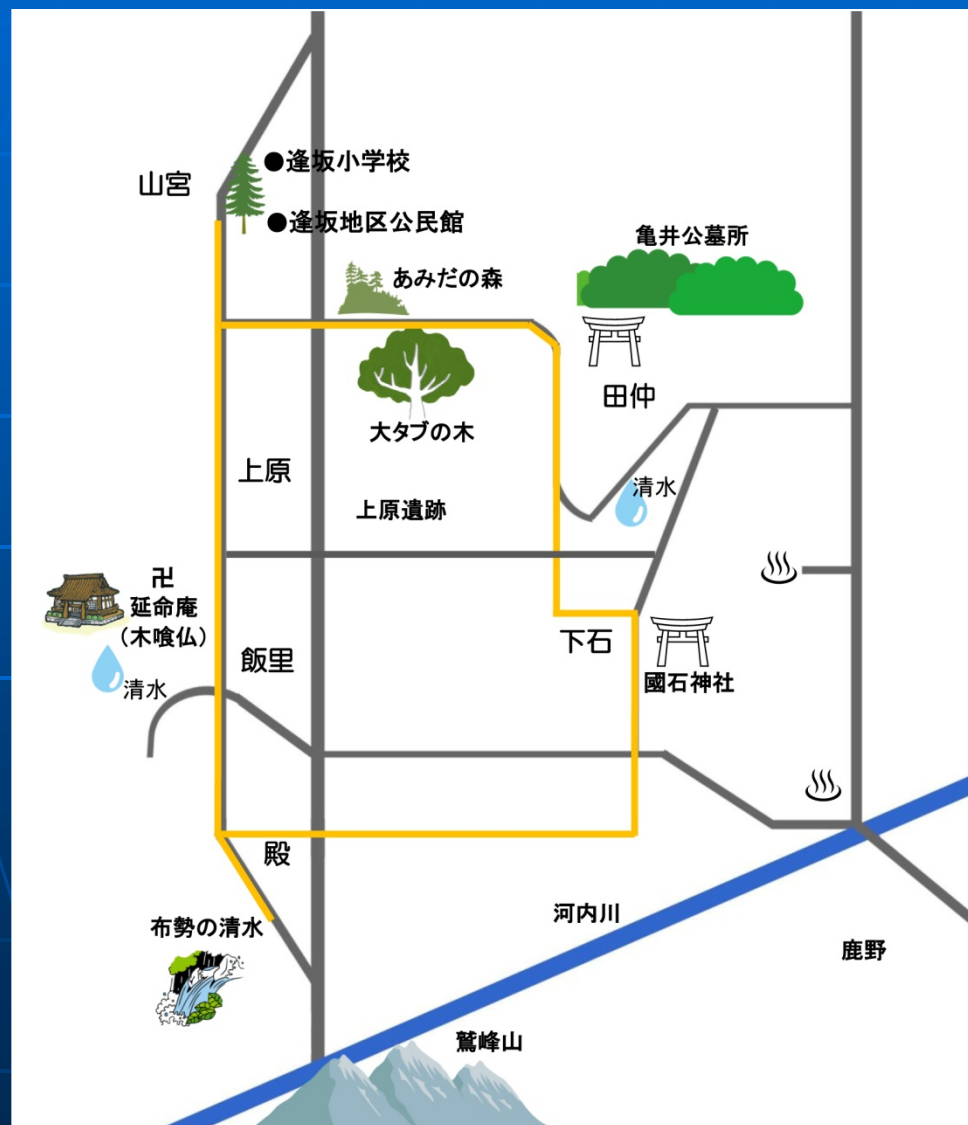 ●逢坂小学校
山宮
●逢坂地区公民館
亀井公墓所
あみだの森
田仲
大タブの木
上原
清水
上原遺跡
卍
延命庵
（木喰仏）
飯里
下石
國石神社
清水
殿
河内川
布勢の清水
鹿野
鷲峰山